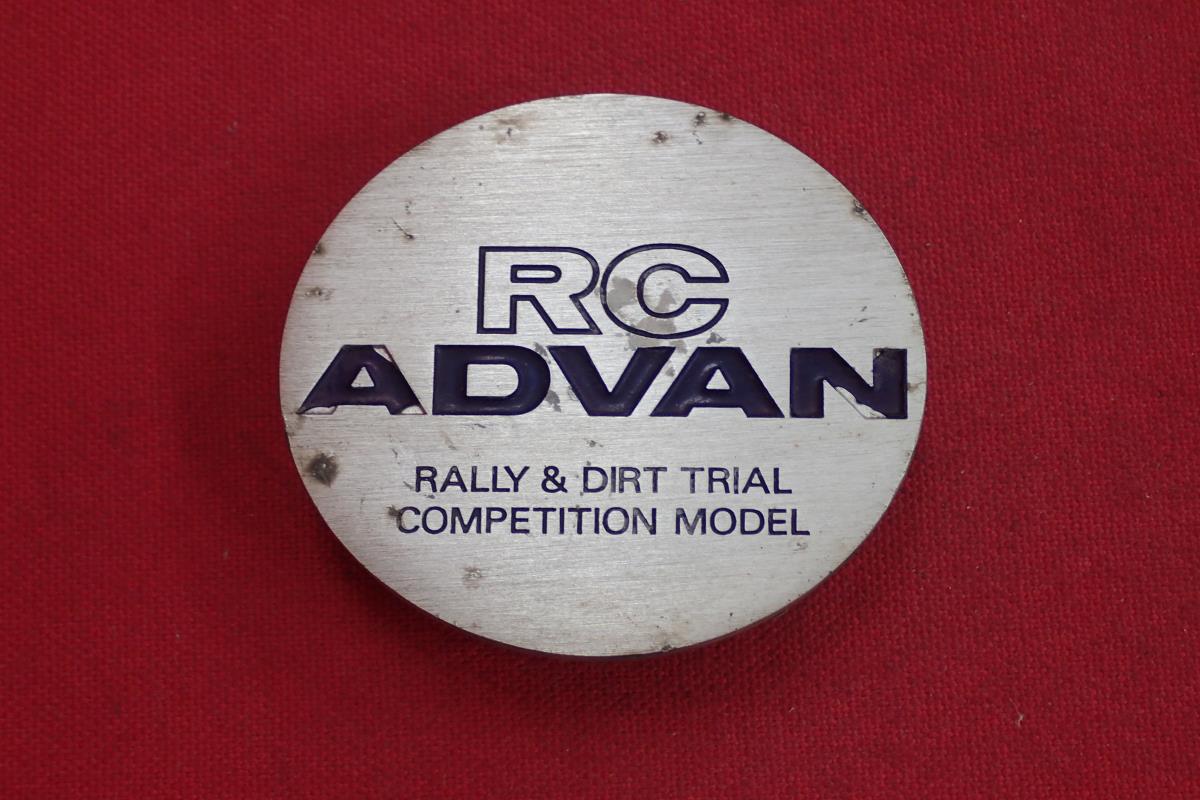 RC
ADVAN
RALLY & DIRT TRIAL
COMPETITION MODEL